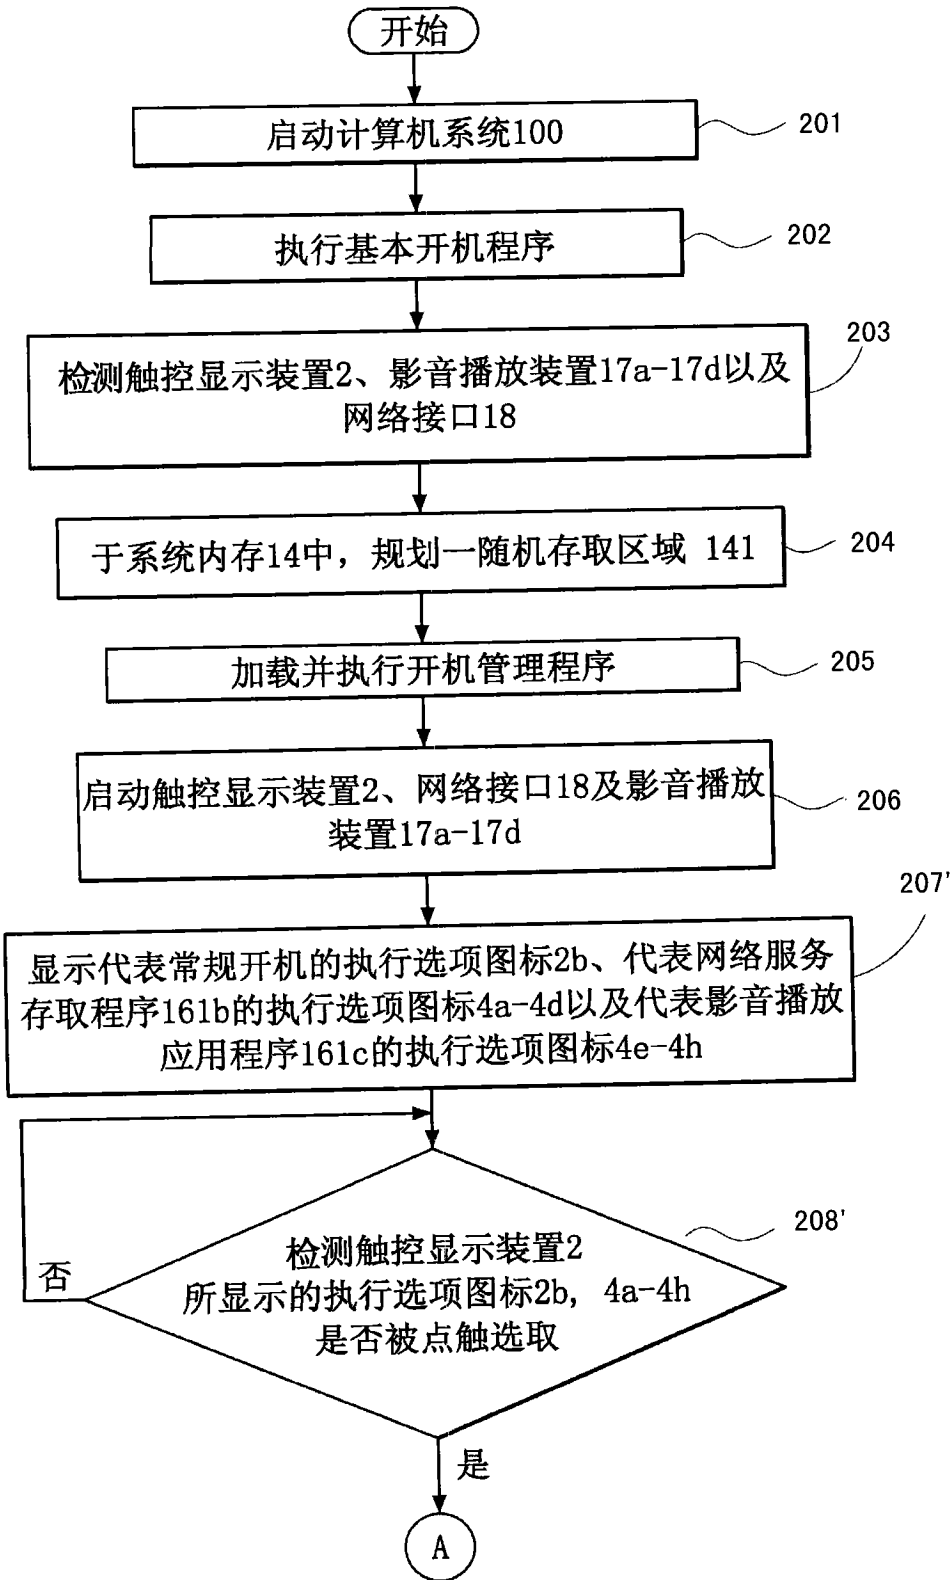 开始
启动计算机系统100
201
执行基本开机程序
202
检测触控显示装置2、影音播放装置17a-17d以及
网络接口18
203
于系统内存14中，规划一随机存取区域 141
204
加载并执行开机管理程序
205
启动触控显示装置2、网络接口18及影音播放
装置17a-17d
206
207'
显示代表常规开机的执行选项图标2b、代表网络服务
存取程序161b的执行选项图标4a-4d以及代表影音播放
应用程序161c的执行选项图标4e-4h
208'
检测触控显示装置2
所显示的执行选项图标2b, 4a-4h
是否被点触选取
否
是
A